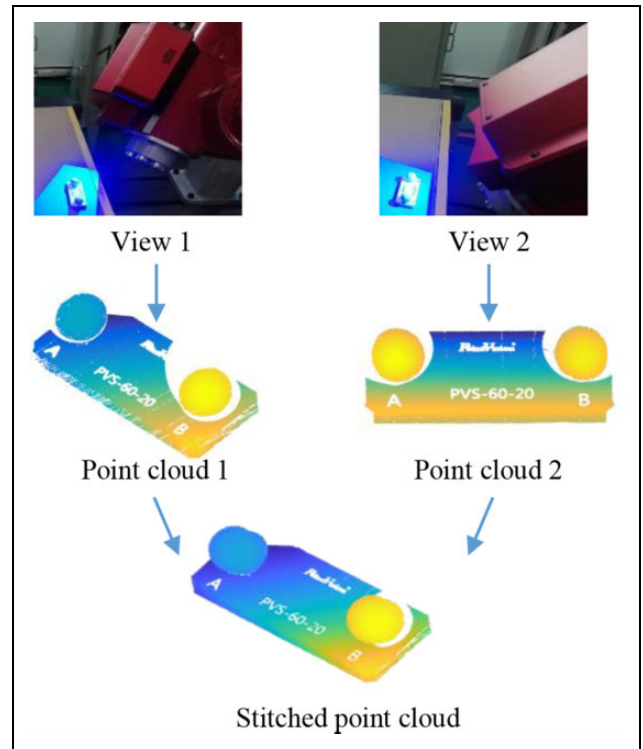 View 1
View 2
A
PVS-60-20
B
Point cloud 1
A
PVS-60-20
B
Point cloud 2
A
PVS-60-20
B
Stitched point cloud